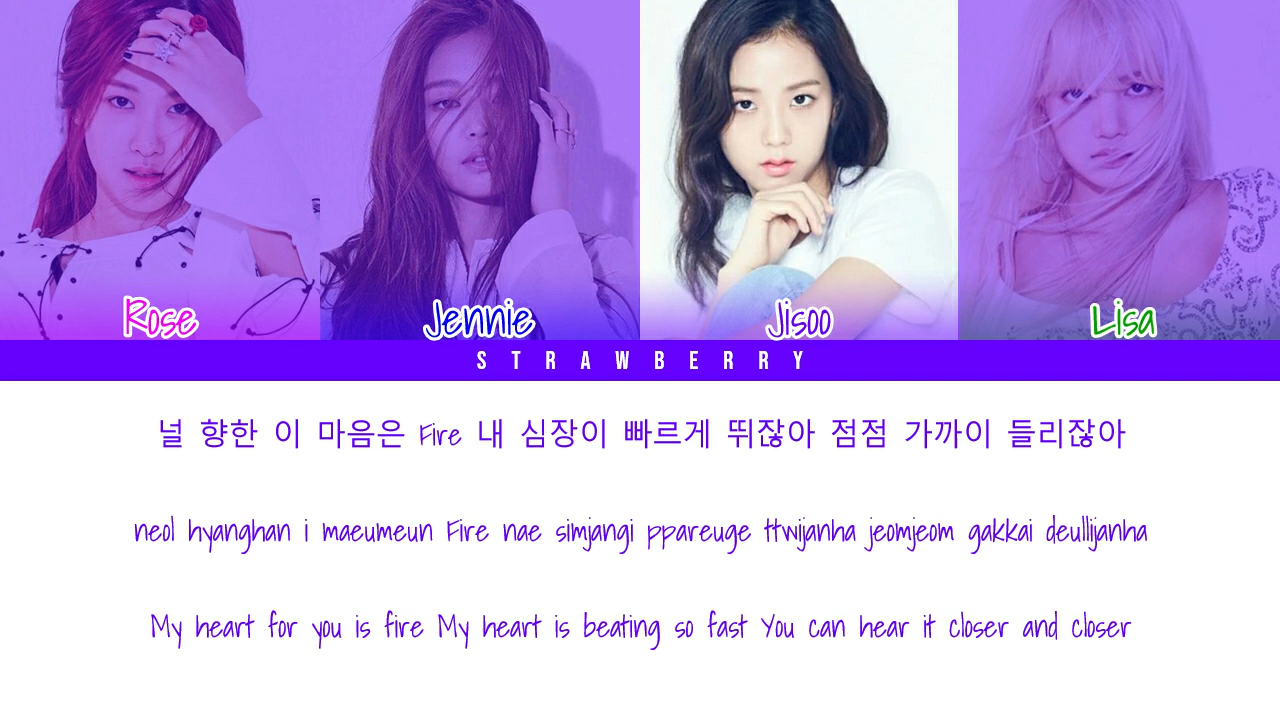 Rose Jennie Jisoo Lisa
STRAWBERRY
널 향한 이 마음은 Fire 내 심장이 빠르게 뛰잖아 점점 가까이 들리잖아
neol hyanghan i maeumeun Fire nae simjangi ppareuge ttwijanha jeomjeom gakkai deullijanha
My heart for you is fire My heart is beating so fast You can hear it closer and closer